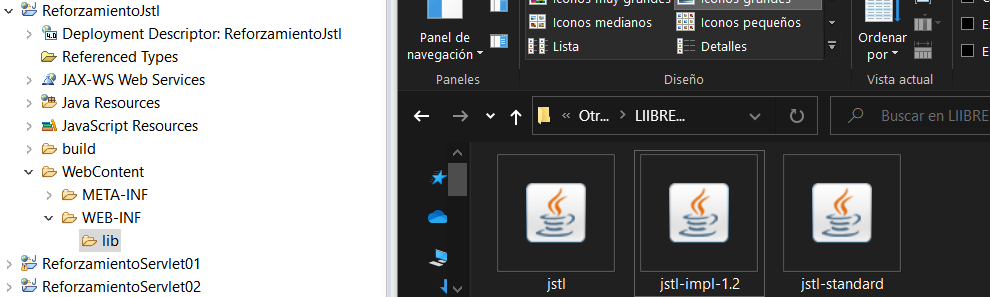 ReforzamientoJstl
Deployment Descriptor: ReforzamientoJstl
Referenced Types
JAX-WS Web Services
Java Resources
JavaScript Resources
build
WebContent
META-INF
WEB-INF
lib
ReforzamientoServlet01
ReforzamientoServlet02
Panel de
navegación
Paneles
Iconos muy grandes
Iconos grandes
Iconos medianos
Iconos pequeños
Lista
Detalles
Diseño
Ordenar
por
Vista actual
Otr...
LIIBRE...
Buscar en LIIBRE
jstl
jstl-impl-1.2
jstl-standard